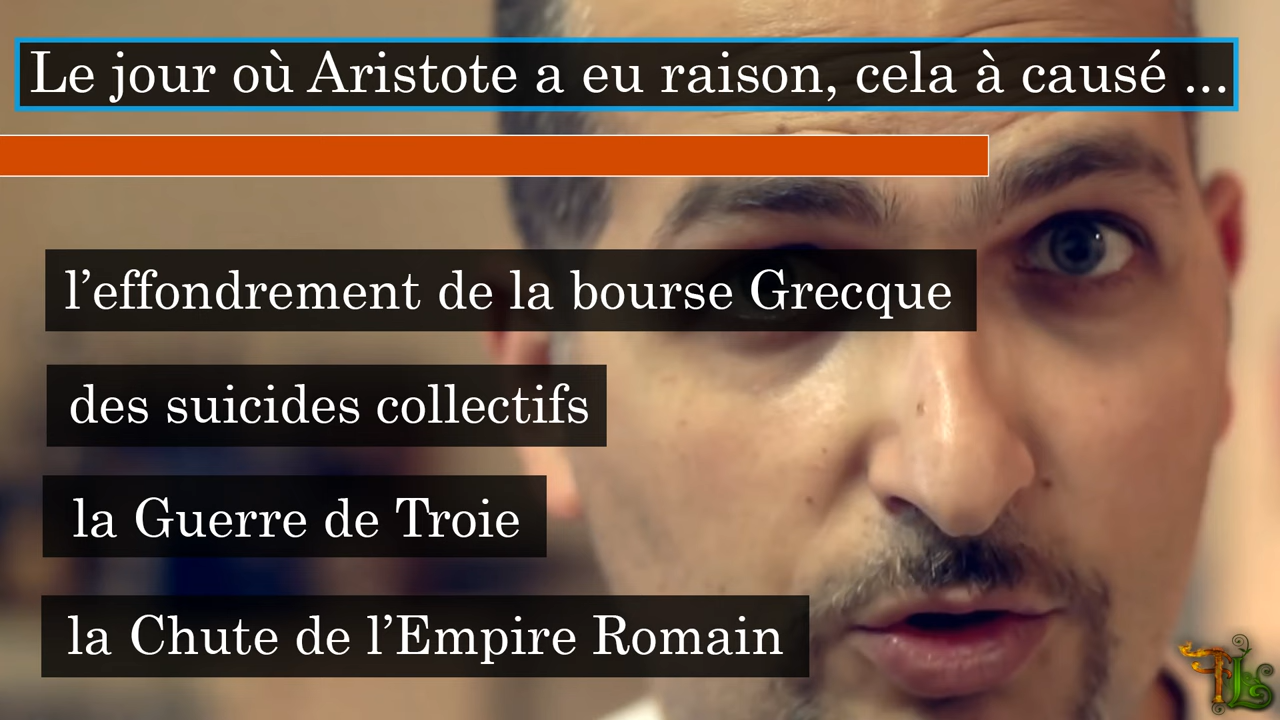 Le jour où Aristote a eu raison, cela à causé ...
l’effondrement de la bourse Grecque
des suicides collectifs
la Guerre de Troie
la Chute de l’Empire Romain
TL